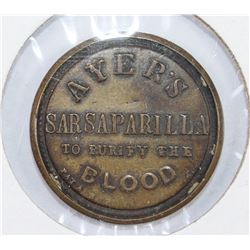 AYER'S
SARSAPARILLA
TO PURIFY THE
BLOOD